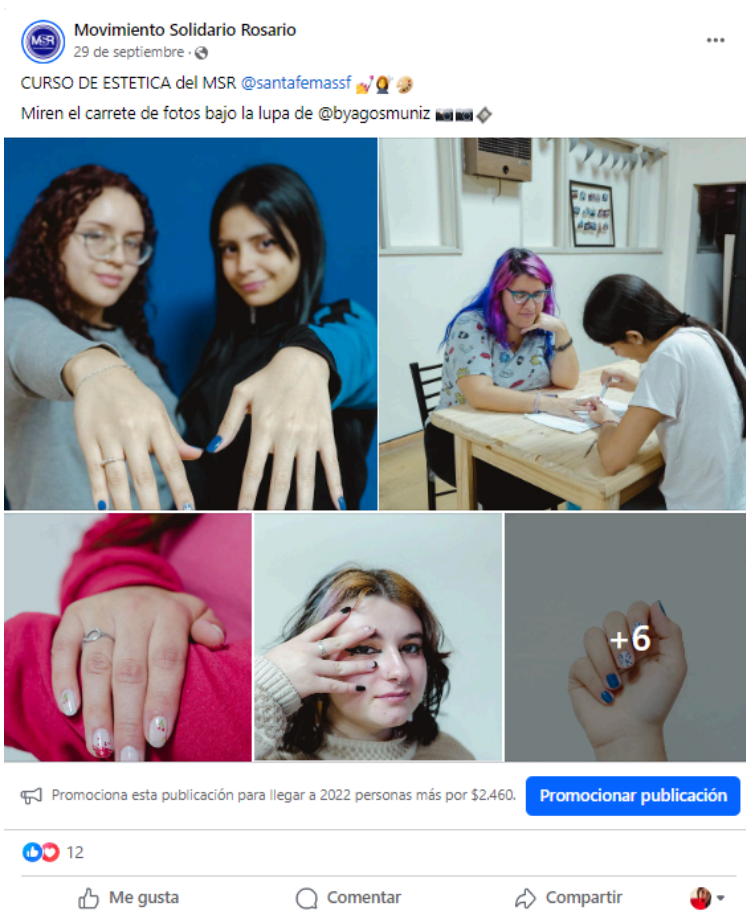 MSR
Movimiento Solidario Rosario
29 de septiembre ·
CURSO DE ESTETICA del MSR @santafemassf 💅💆‍♀️🎨
Miren el carrete de fotos bajo la lupa de @byagosmuniz 📷📷💠
+6
Promociona esta publicación para llegar a 2022 personas más por $2.460.
Promocionar publicación
12
Me gusta
Comentar
Compartir